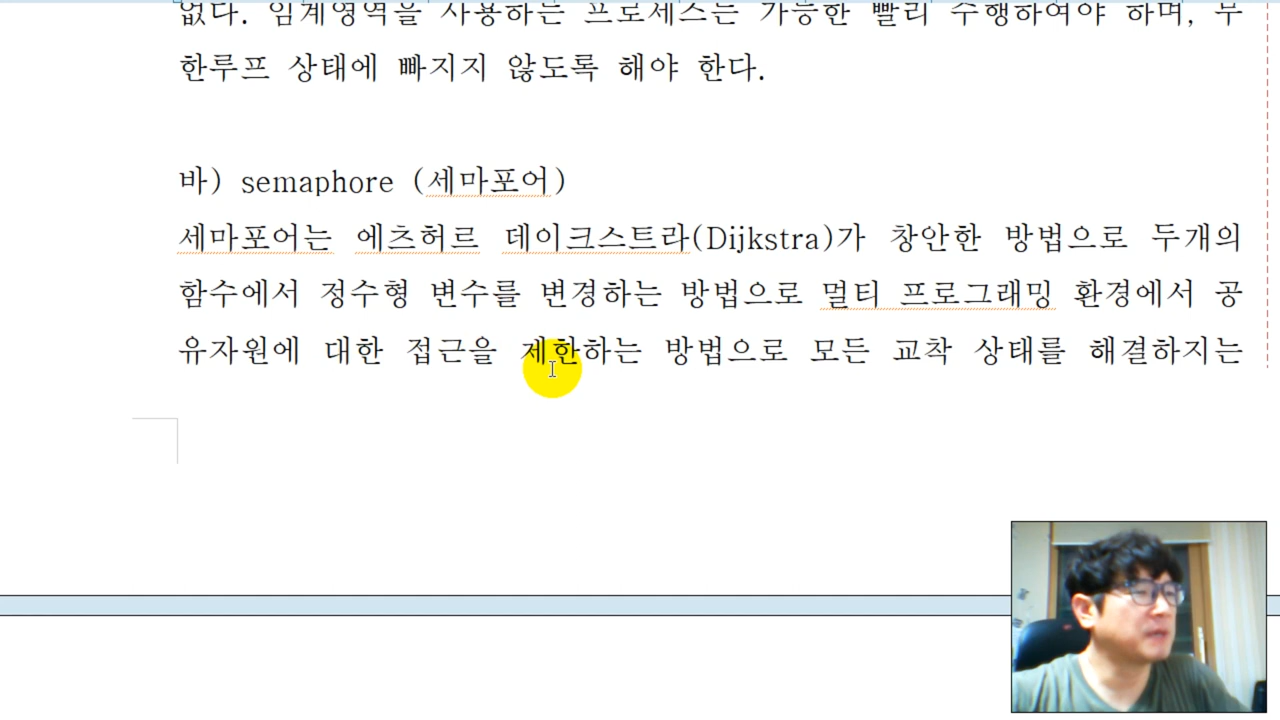 없다. 임계영역을 사용하는 프로세스는 가능한 빨리 수행하여야 하며, 무
한루프 상태에 빠지지 않도록 해야 한다.
바) semaphore (세마포어)
세마포어는 에츠허르 데이크스트라(Dijkstra)가 창안한 방법으로 두개의
함수에서 정수형 변수를 변경하는 방법으로 멀티 프로그래밍 환경에서 공
유자원에 대한 접근을 제한하는 방법으로 모든 교착 상태를 해결하지는